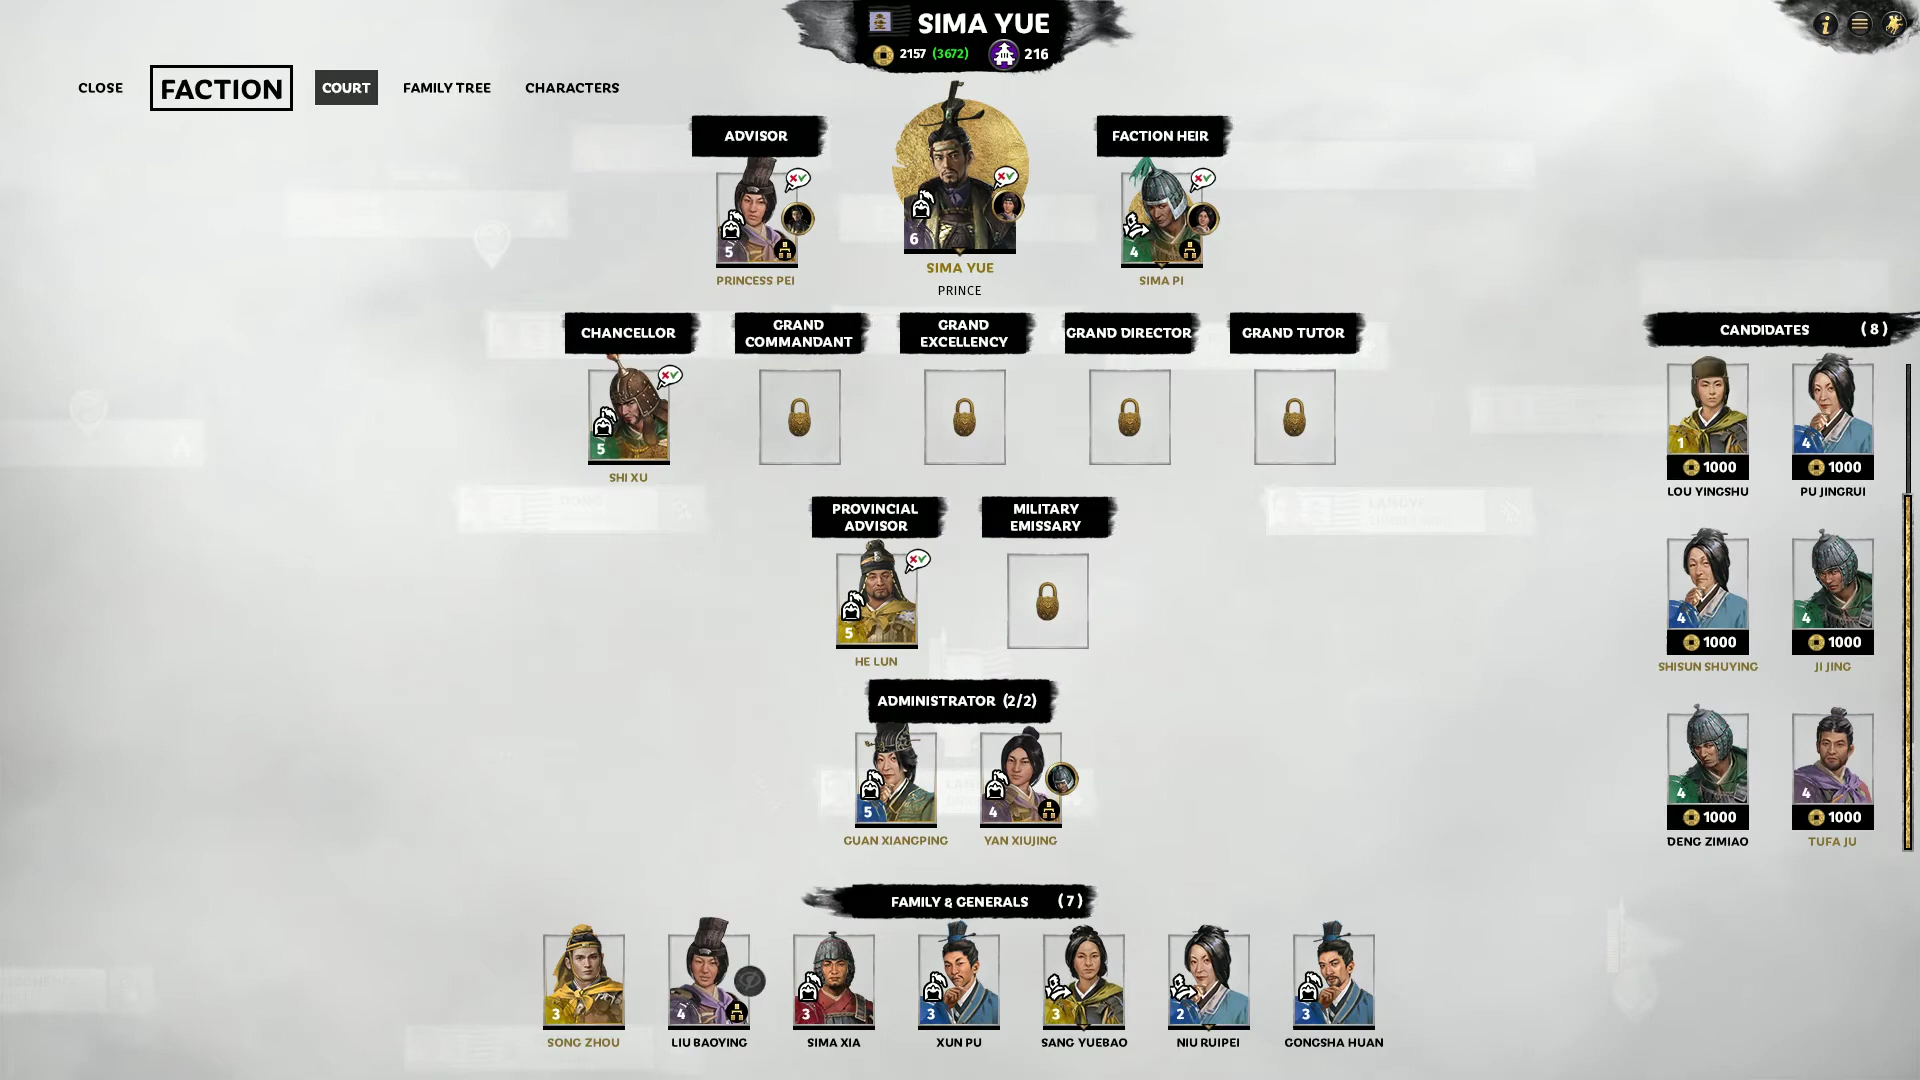 SIMA YUE
2157 (3672) 216
CLOSE FACTION COURT FAMILY TREE CHARACTERS
ADVISOR
FACTION HEIR
5
6
4
PRINCESS PEI
SIMA YUE
SIMA PI
PRINCE
CHANCELLOR
GRAND
COMMANDANT
GRAND
EXCELLENCY
GRAND DIRECTOR
GRAND TUTOR
5
SHI XU
PROVINCIAL
ADVISOR
MILITARY
EMISSARY
5
HE LUN
ADMINISTRATOR (2/2)
5
4
GUAN XIANGPING
YAN XIUJING
FAMILY & GENERALS (7)
3
4
3
3
3
2
3
SONG ZHOU
LIU BAOYING
SIMA XIA
XUN PU
SANG YUEBAO
NIU RUIPEI
GONGSHA HUAN
CANDIDATES (8)
1
4
1000
1000
LOU YINGSHU
PU JINGRUI
4
4
1000
1000
SHISUN SHUYING
JI JING
4
4
1000
1000
DENG ZIMIAO
TUFA JU